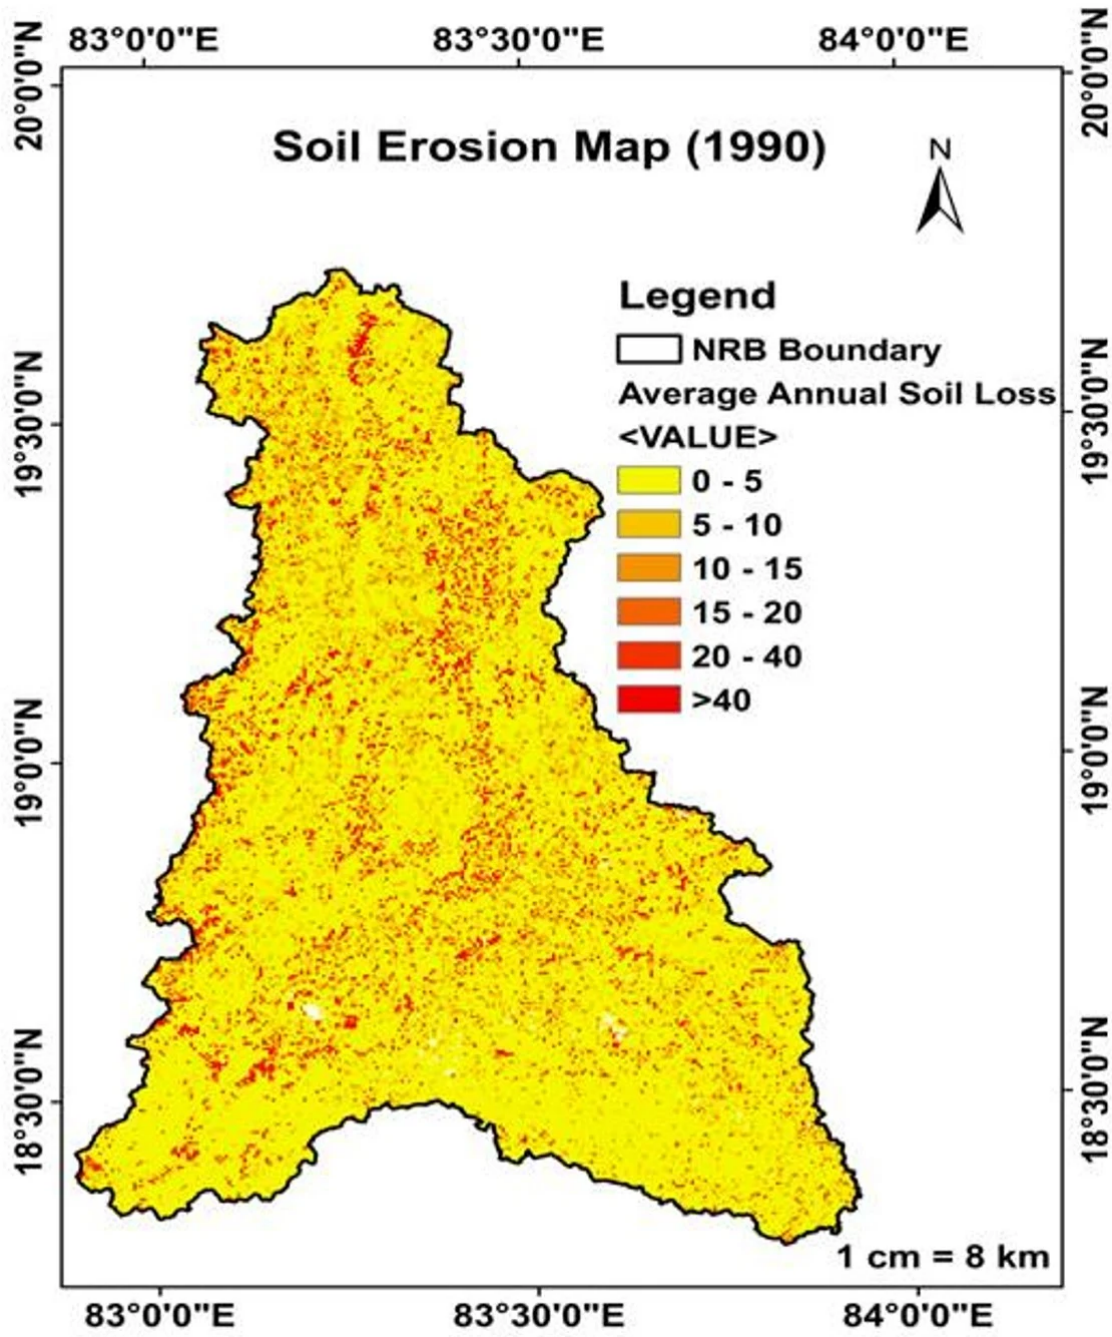 83°0'0"E 83°30'0"E 84°0'0"E
20°0'0"N
20°0'0"N
Soil Erosion Map (1990)
N
Legend
NRB Boundary
Average Annual Soil Loss
<VALUE>
0 - 5
5 - 10
10 - 15
15 - 20
20 - 40
>40
19°30'0"N
19°30'0"N
19°0'0"N
19°0'0"N
18°30'0"N
18°30'0"N
1 cm = 8 km
83°0'0"E 83°30'0"E 84°0'0"E